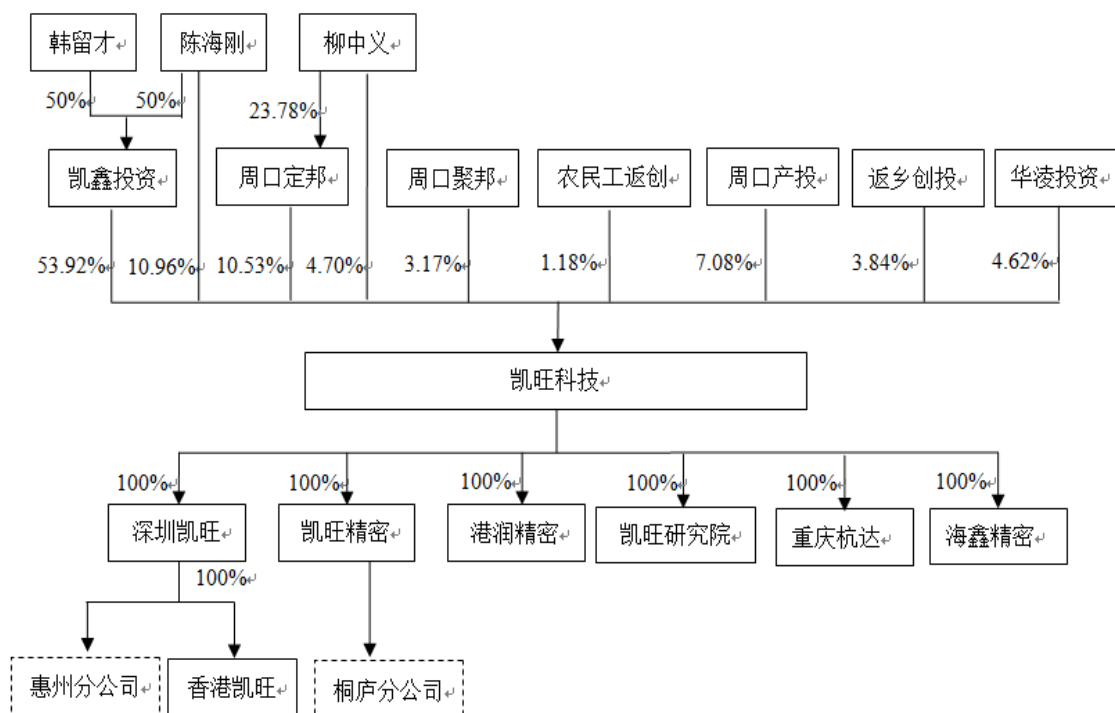 韩留才
陈海刚
柳中义
50%
50%
23.78%
凯鑫投资
周口定邦
周口聚邦
农民工返创
周口产投
返乡创投
华凌投资
53.92%
10.96%
10.53%
4.70%
3.17%
1.18%
7.08%
3.84%
4.62%
凯旺科技
100%
100%
100%
100%
100%
100%
深圳凯旺
凯旺精密
港润精密
凯旺研究院
重庆杭达
海鑫精密
100%
惠州分公司
香港凯旺
桐庐分公司